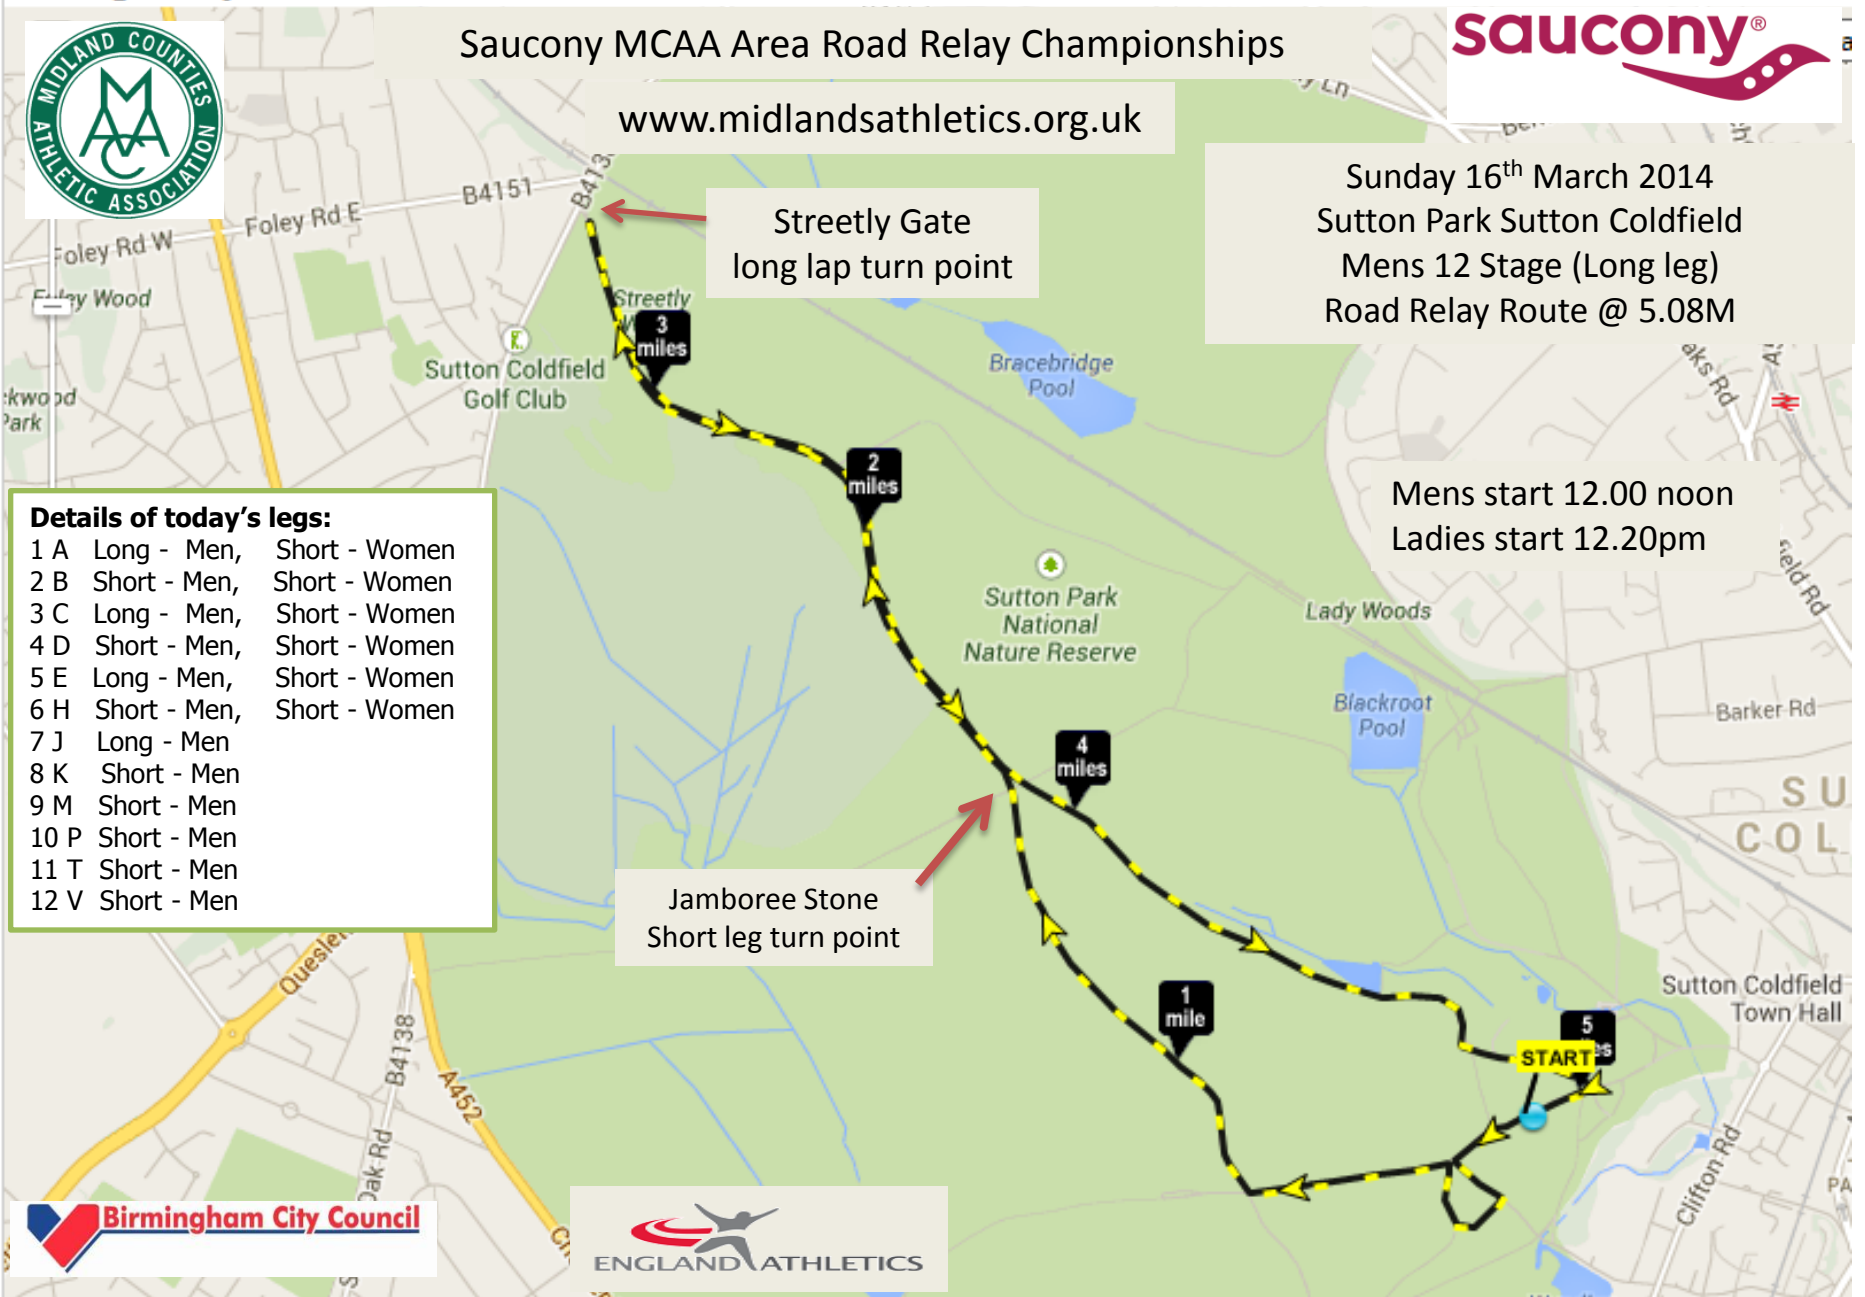 Saucony MCAA Area Road Relay Championships
www.midlandsathletics.org.uk
MIDLAND COUNTIES
ATHLETIC ASSOCIATION
MCAAA
saucony®
Sunday 16th March 2014
Sutton Park Sutton Coldfield
Mens 12 Stage (Long leg)
Road Relay Route @ 5.08M
Streetly Gate
long lap turn point
Mens start 12.00 noon
Ladies start 12.20pm
Details of today's legs:
1 A Long - Men, Short - Women
2 B Short - Men, Short - Women
3 C Long - Men, Short - Women
4 D Short - Men, Short - Women
5 E Long - Men, Short - Women
6 H Short - Men, Short - Women
7 J Long - Men
8 K Short - Men
9 M Short - Men
10 P Short - Men
11 T Short - Men
12 V Short - Men
Jamboree Stone
Short leg turn point
B4151
Foley Rd E
Foley Rd W
Wood
Park
Streetly
3
miles
Sutton Coldfield
Golf Club
Bracebridge
Pool
2
miles
Sutton Park
National
Nature Reserve
Lady Woods
Blackroot
Pool
Barker Rd
4
miles
SU
COL
1
mile
5
START
Sutton Coldfield
Town Hall
Clifton Rd
B4138
A452
Oak Rd
Birmingham City Council
ENGLAND ATHLETICS